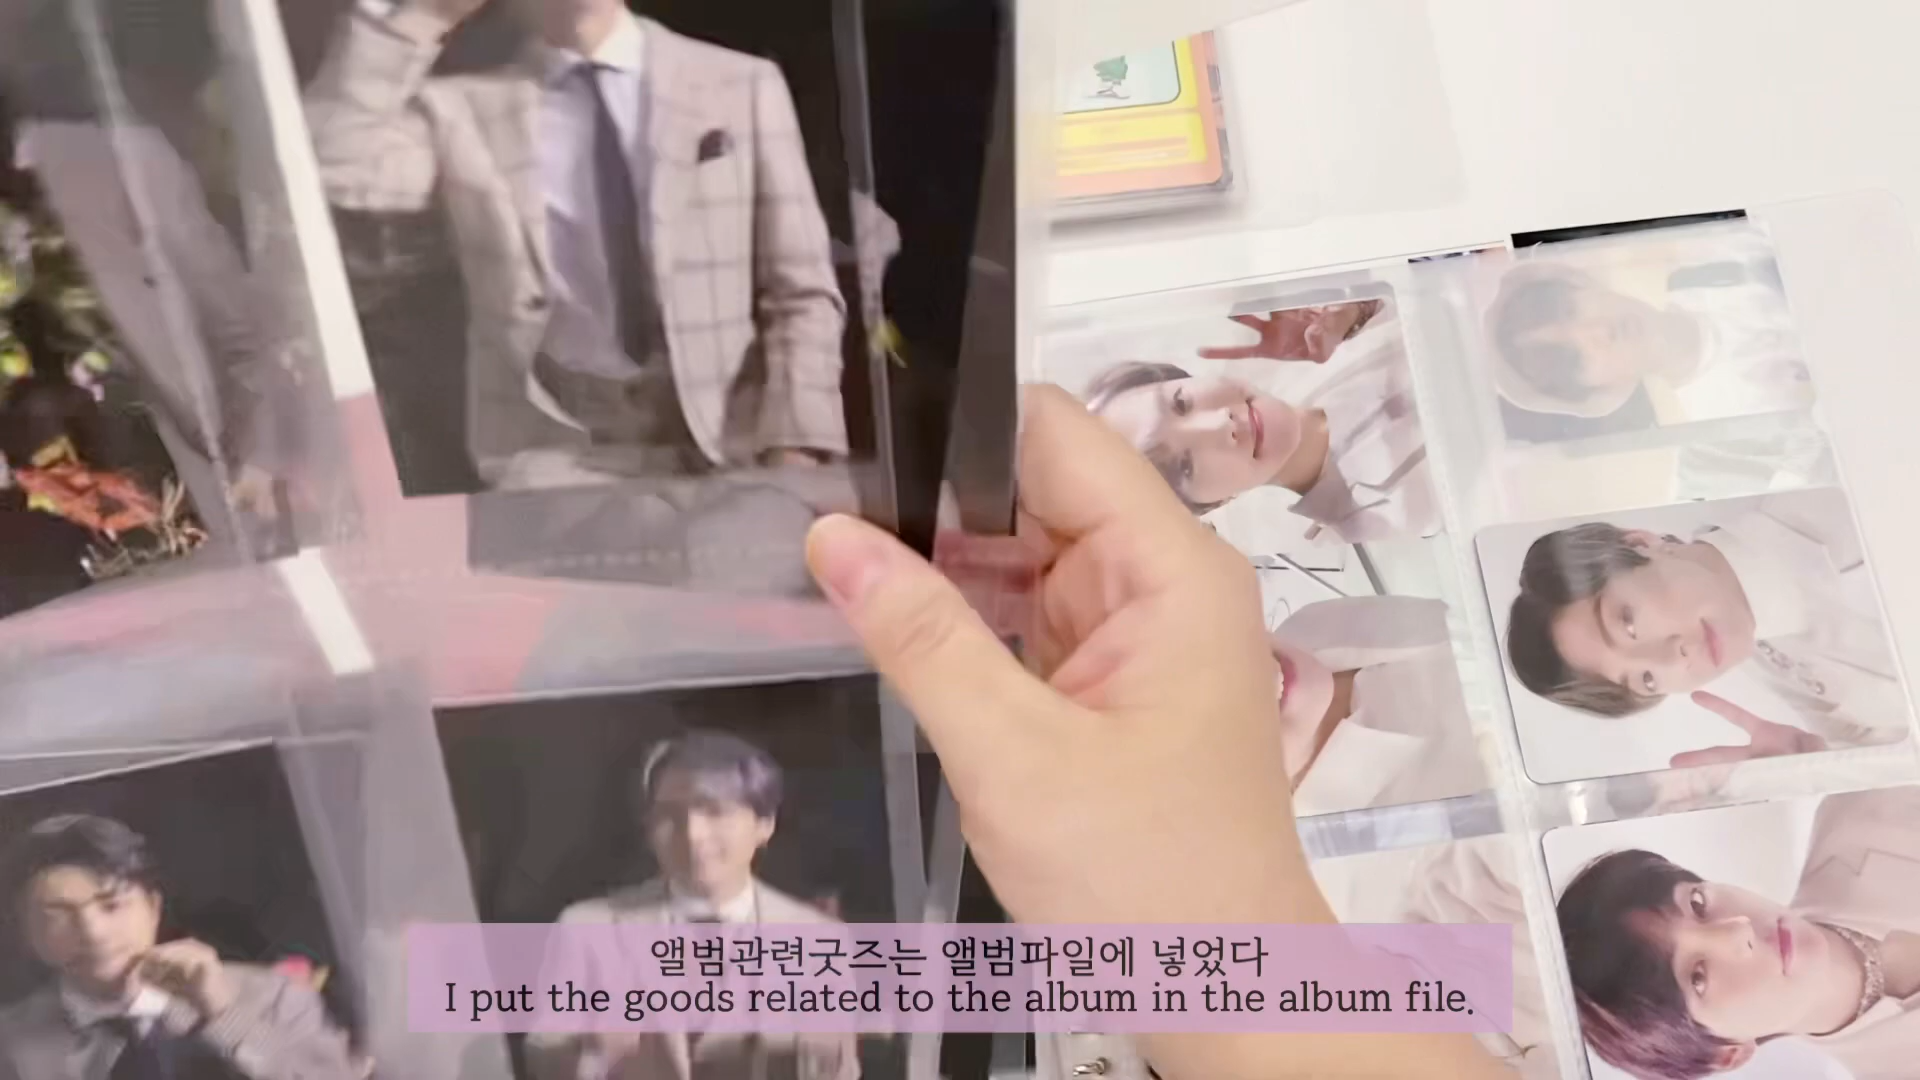 앨범관련굿즈는 앨범파일에 넣었다
I put the goods related to the album in the album file.